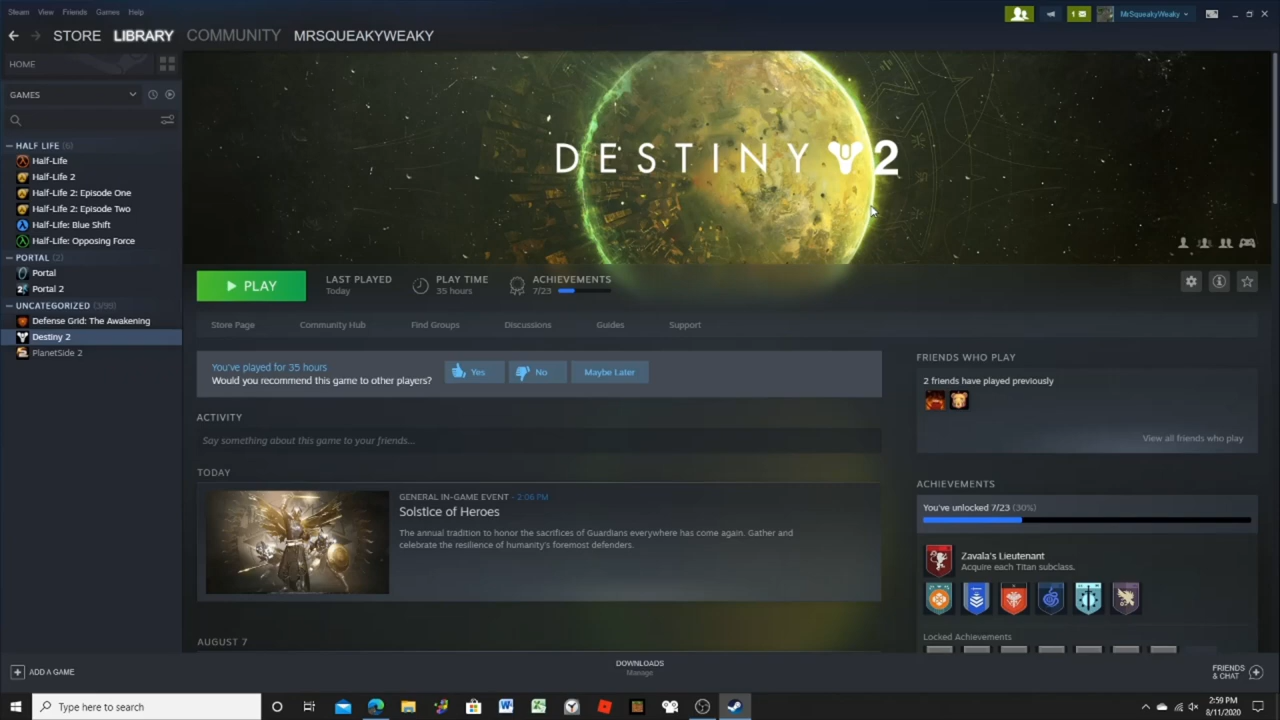 Steam View Friends Games Help
1 MrSqueakyWeaky
STORE LIBRARY COMMUNITY MRSQUEAKYWEAKY
HOME
GAMES
HALF LIFE (6)
Half-Life
Half-Life 2
Half-Life 2: Episode One
Half-Life 2: Episode Two
Half-Life: Blue Shift
Half-Life: Opposing Force
PORTAL (2)
Portal
Portal 2
UNCATEGORIZED
Defense Grid: The Awakening
Destiny 2
PlanetSide 2
DESTINY 2
PLAY
LAST PLAYED
Today
PLAY TIME
35 hours
ACHIEVEMENTS
7/23
Store Page Community Hub Find Groups Discussions Guides Support
You've played for 35 hours
Would you recommend this game to other players?
Yes No Maybe Later
ACTIVITY
Say something about this game to your friends...
TODAY
GENERAL IN-GAME EVENT - 2:06 PM
Solstice of Heroes
The annual tradition to honor the sacrifices of Guardians everywhere has come again. Gather and
celebrate the resilience of humanity's foremost defenders.
AUGUST 7
FRIENDS WHO PLAY
2 friends have played previously
View all friends who play
ACHIEVEMENTS
You've unlocked 7/23 (30%)
Zavala's Lieutenant
Acquire each Titan subclass.
Locked Achievements
ADD A GAME
DOWNLOADS
Manage
FRIENDS
& CHAT
Type here to search
2:59 PM
8/11/2020